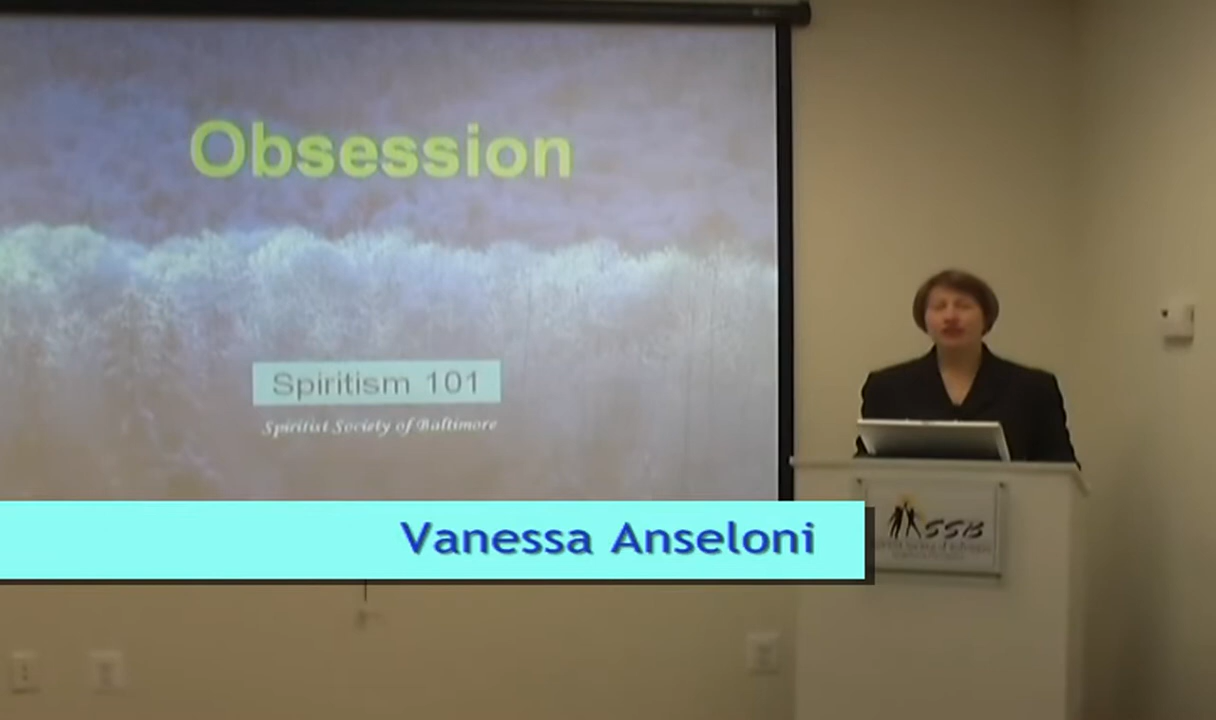 Obsession
Spiritism 101
Spiritist Society of Baltimore
Vanessa Anseloni
SSB